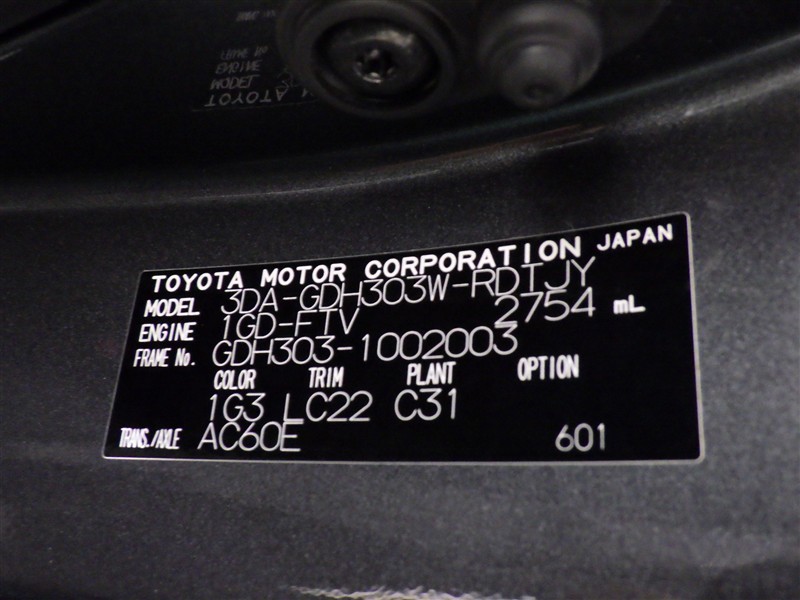 TOYOTA MOTOR CORPORATION JAPAN
MODEL 3DA-GDH303W-RDTJY
ENGINE 1GD-FTV 2754 mL
FRAME No. GDH303-1002003
COLOR TRIM PLANT OPTION
1G3 LC22 C31
TRANS./AXLE AC60E 601